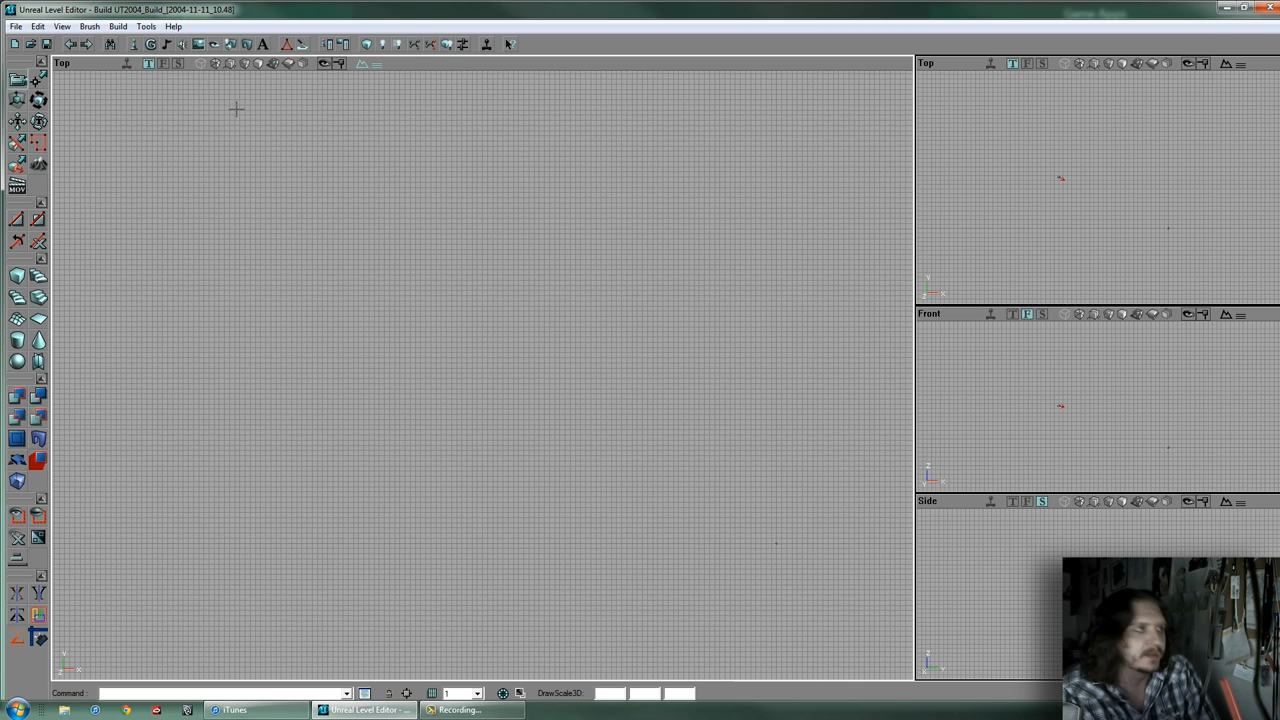 Unreal Level Editor - Build UT2004_Build_[2004-11-11_10.48]
File Edit View Brush Build Tools Help
Top T F S
Top T F S
Front T F S
Side T F S
MOV
Y
Z X
Y
Z X
Z
Y X
Z
X Y
Command : 1 DrawScale3D:
iTunes Unreal Level Editor - ... Recording...